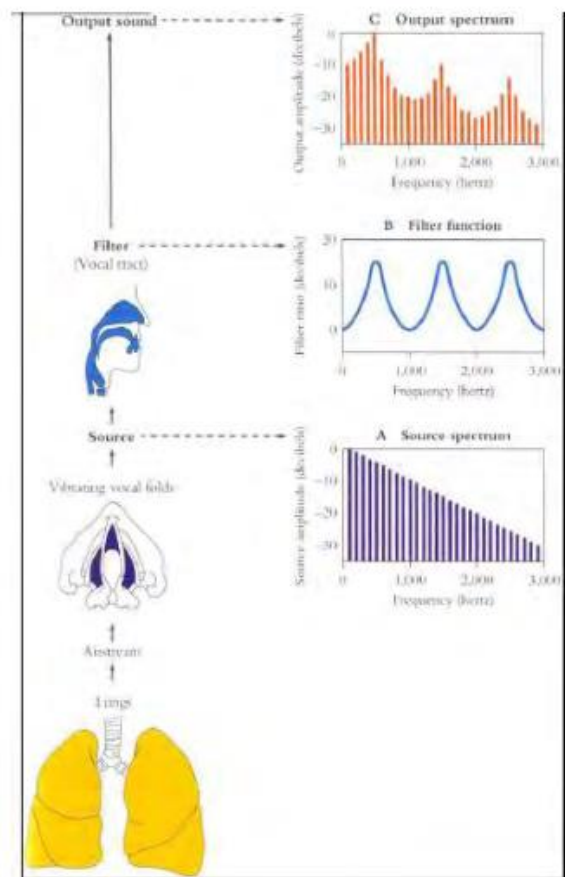 Output sound
C Output spectrum
Output amplitude (decibels)
0
-10
-20
-30
0 1,000 2,000 3,000
Frequency (hertz)
Filter
(Vocal tract)
B Filter function
Filter ratio (decibels)
20
10
0
0 1,000 2,000 3,000
Frequency (hertz)
Source
A Source spectrum
Source amplitude (decibels)
0
-10
-20
-30
0 1,000 2,000 3,000
Frequency (hertz)
Vibrating vocal folds
Airstream
Lungs